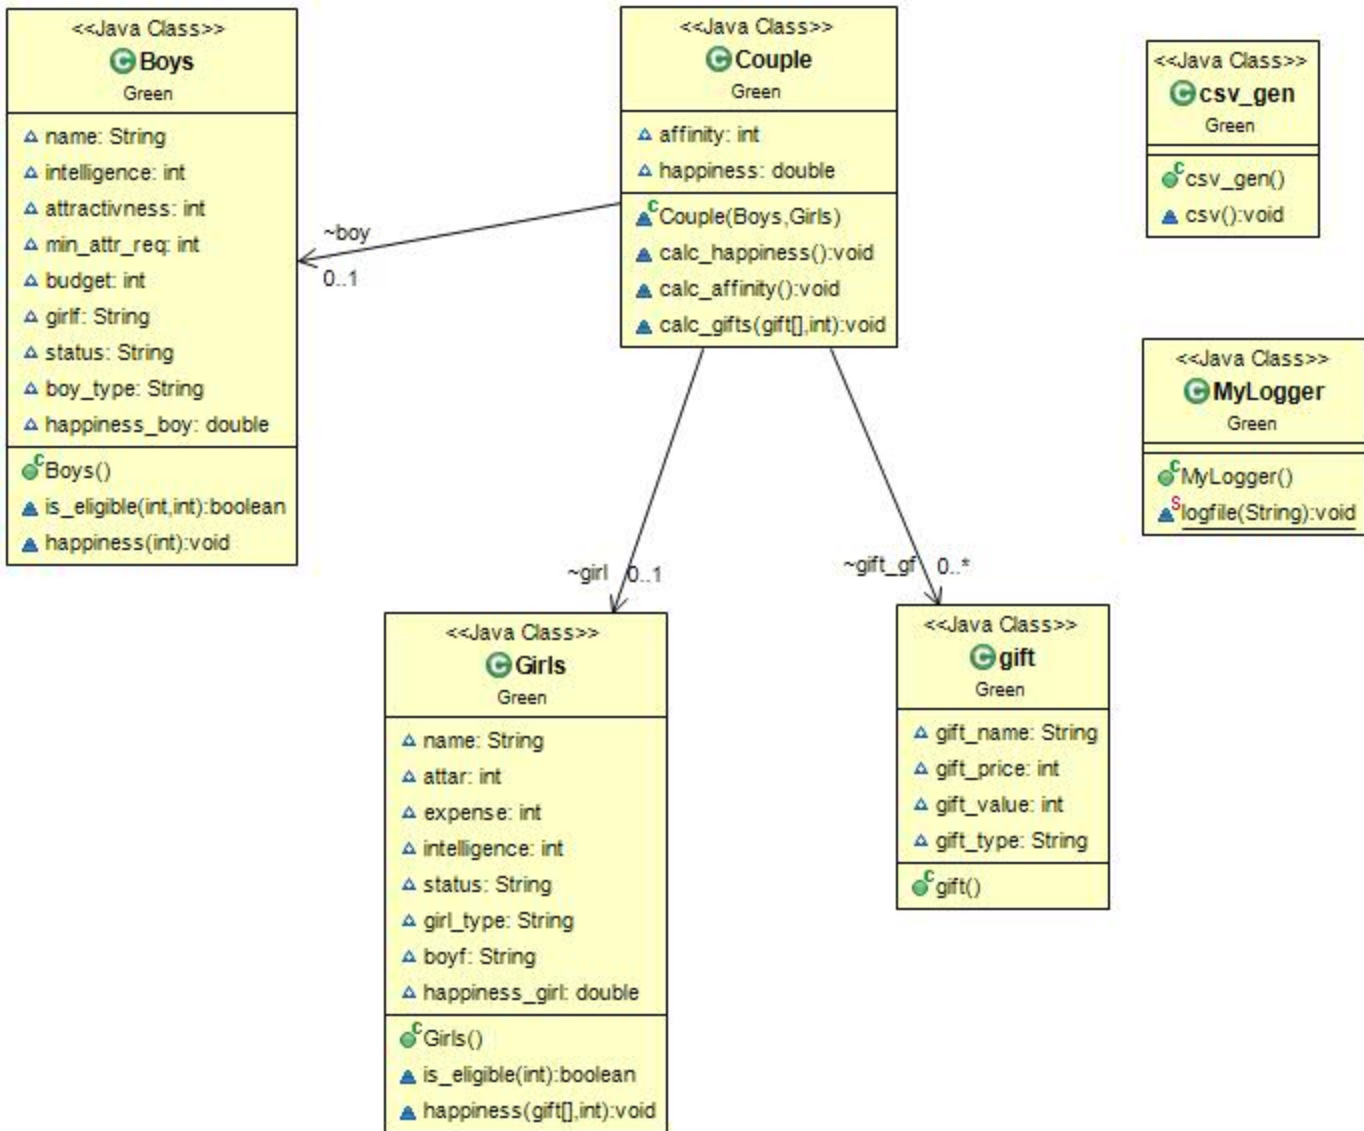 <<Java Class>>
Boys
Green
name: String
intelligence: int
attractivness: int
min_attr_req: int
budget: int
girlf: String
status: String
boy_type: String
happiness_boy: double
Boys()
is_eligible(int,int):boolean
happiness(int):void
<<Java Class>>
Couple
Green
affinity: int
happiness: double
Couple(Boys,Girls)
calc_happiness():void
calc_affinity():void
calc_gifts(gift[],int):void
~boy
0..1
<<Java Class>>
csv_gen
Green
csv_gen()
csv():void
<<Java Class>>
MyLogger
Green
MyLogger()
logfile(String):void
~girl 0..1
~gift_gf 0..*
<<Java Class>>
Girls
Green
name: String
attar: int
expense: int
intelligence: int
status: String
girl_type: String
boyf: String
happiness_girl: double
Girls()
is_eligible(int):boolean
happiness(gift[],int):void
<<Java Class>>
gift
Green
gift_name: String
gift_price: int
gift_value: int
gift_type: String
gift()